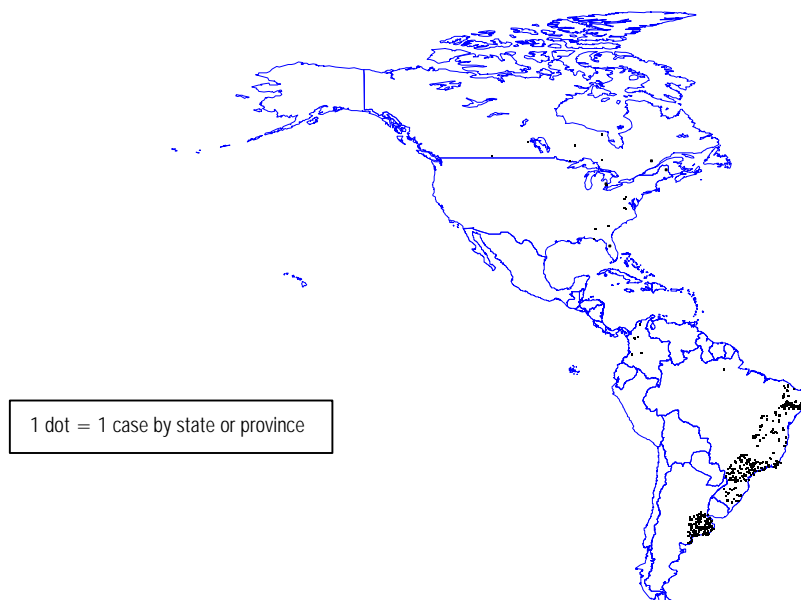 1 dot = 1 case by state or province